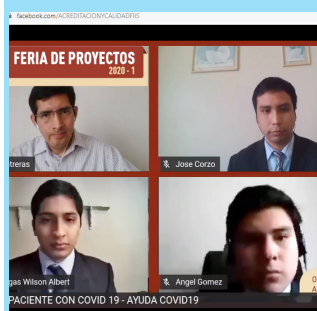 facebook.com/ACREDITACIONYCALIDADFIIS
FERIA DE PROYECTOS
2020 - 1
treras
Jose Corzo
gas Wilson Albert
Angel Gomez
O
A
PACIENTE CON COVID 19 - AYUDA COVID19